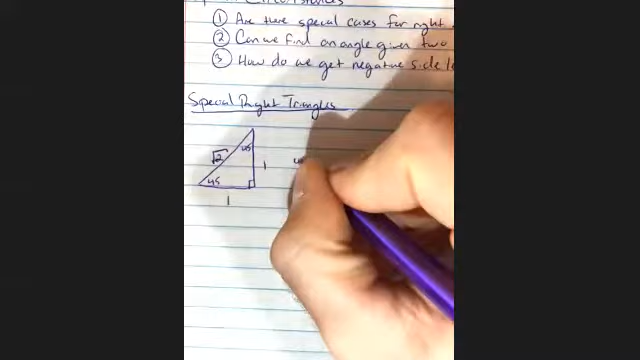 ① Are there special cases for right
② Can we find an angle given two
③ How do we get negative side
Special Right Triangles
√2
45
45
1
1